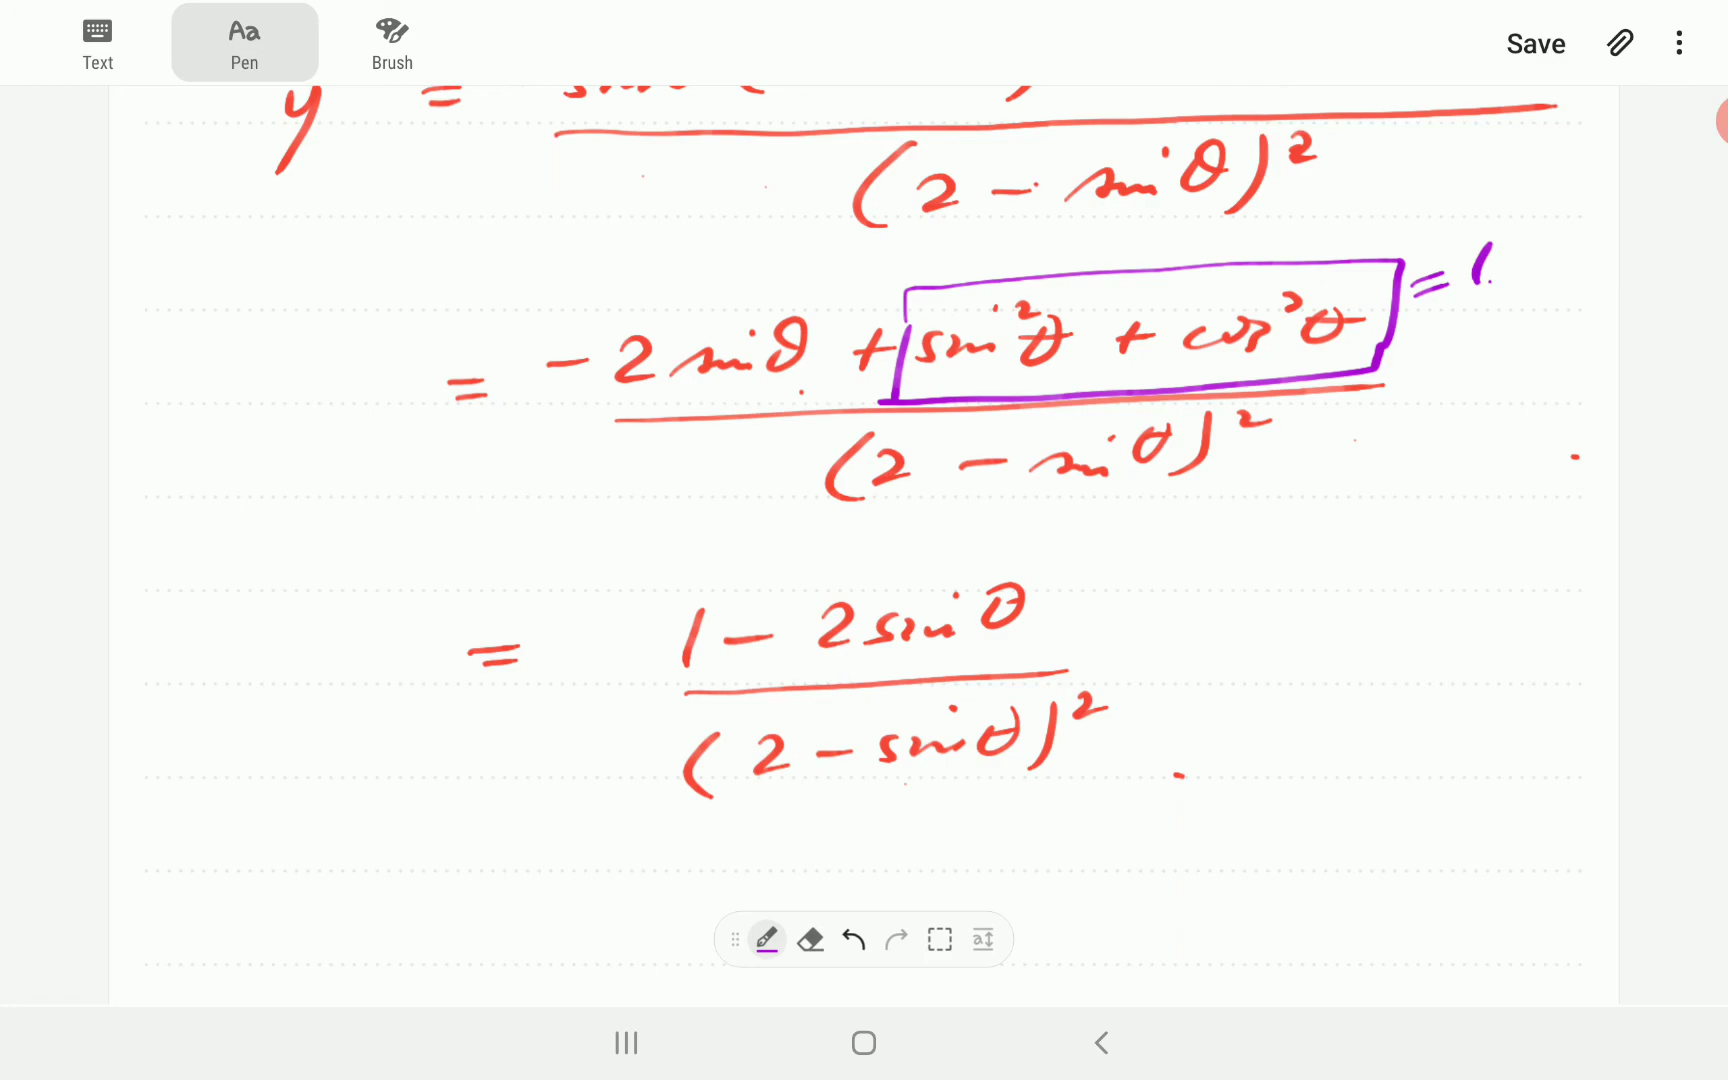 Text Pen Brush Save
y =
(2 - sin θ)²
= -2 sin θ + sin²θ + cos²θ = 1
(2 - sin θ)²
= 1 - 2 sin θ
(2 - sin θ)²